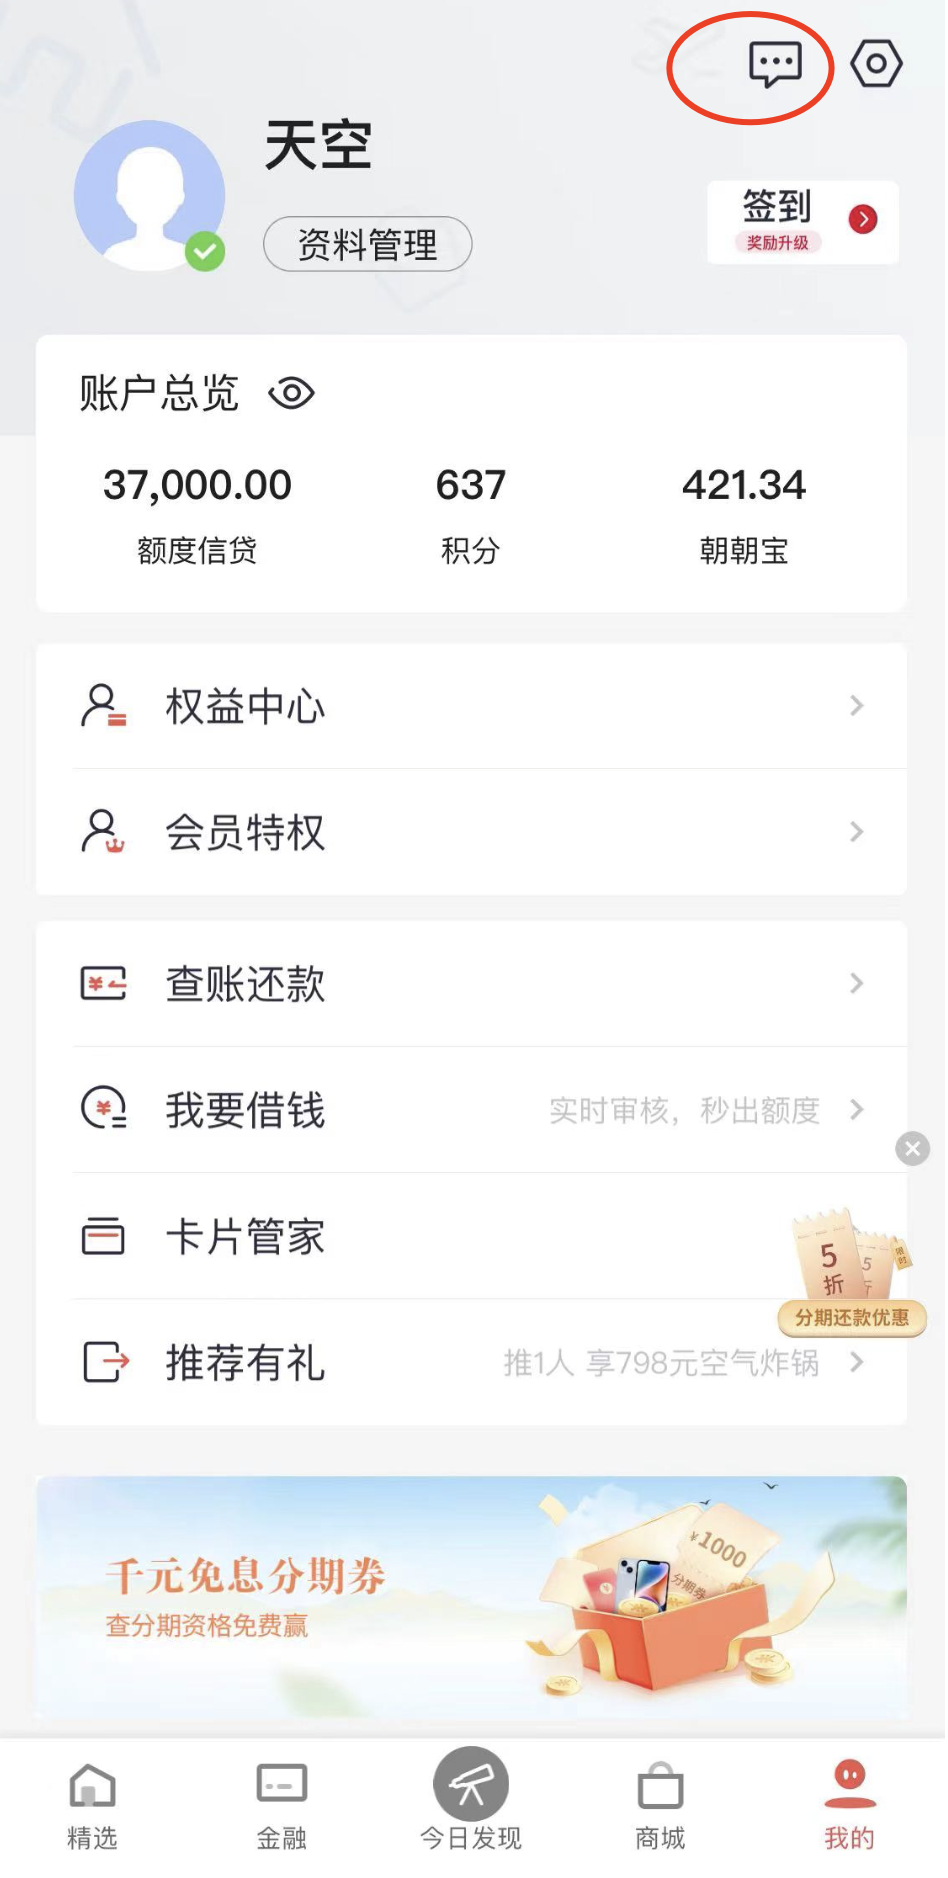 天空
资料管理
签到
奖励升级
账户总览
37,000.00
637
421.34
额度信贷
积分
朝朝宝
权益中心
会员特权
查账还款
我要借钱
实时审核，秒出额度
卡片管家
5
折
5
限时
分期还款优惠
推荐有礼
推1人 享798元空气炸锅
千元免息分期券
查分期资格免费赢
¥1000
分期券
精选
金融
今日发现
商城
我的